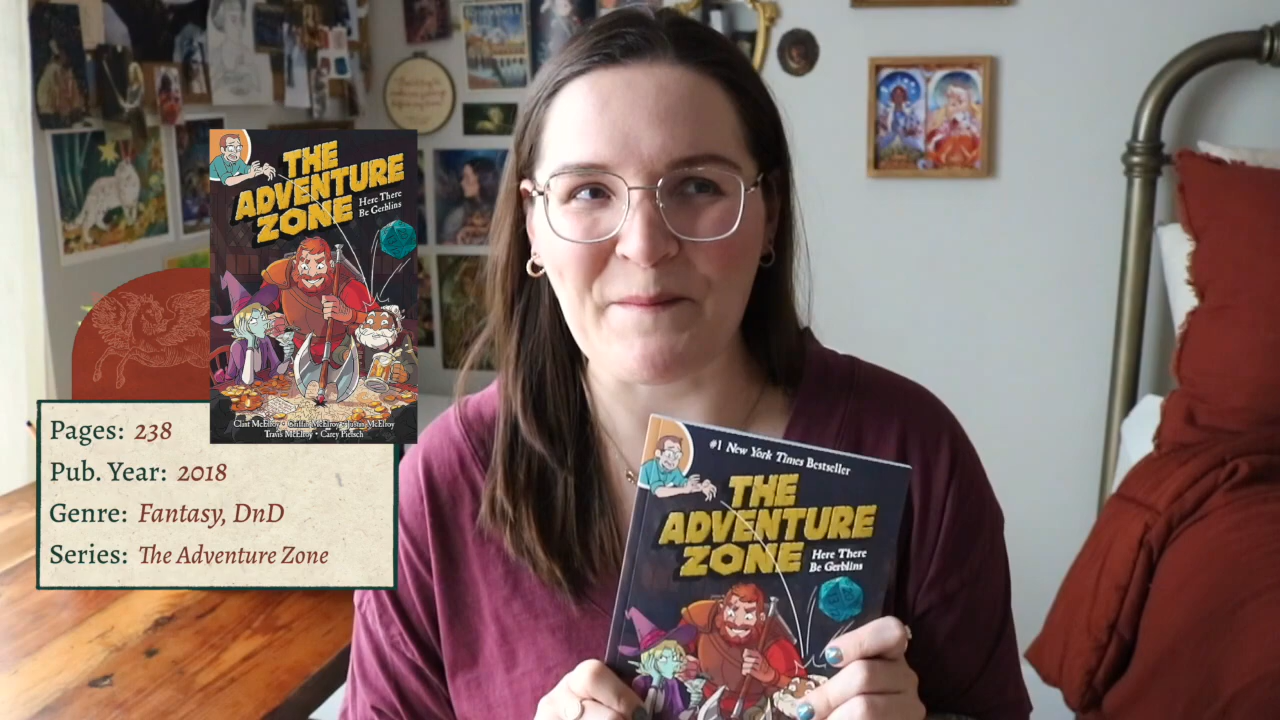 THE
ADVENTURE
ZONE
Here There
Be Gerblins
Clint McElroy • Griffin McElroy • Justin McElroy
Travis McElroy • Carey Pietsch
Pages: 238
Pub. Year: 2018
Genre: Fantasy, DnD
Series: The Adventure Zone
#1 New York Times Bestseller
THE
ADVENTURE
ZONE
Here There
Be Gerblins